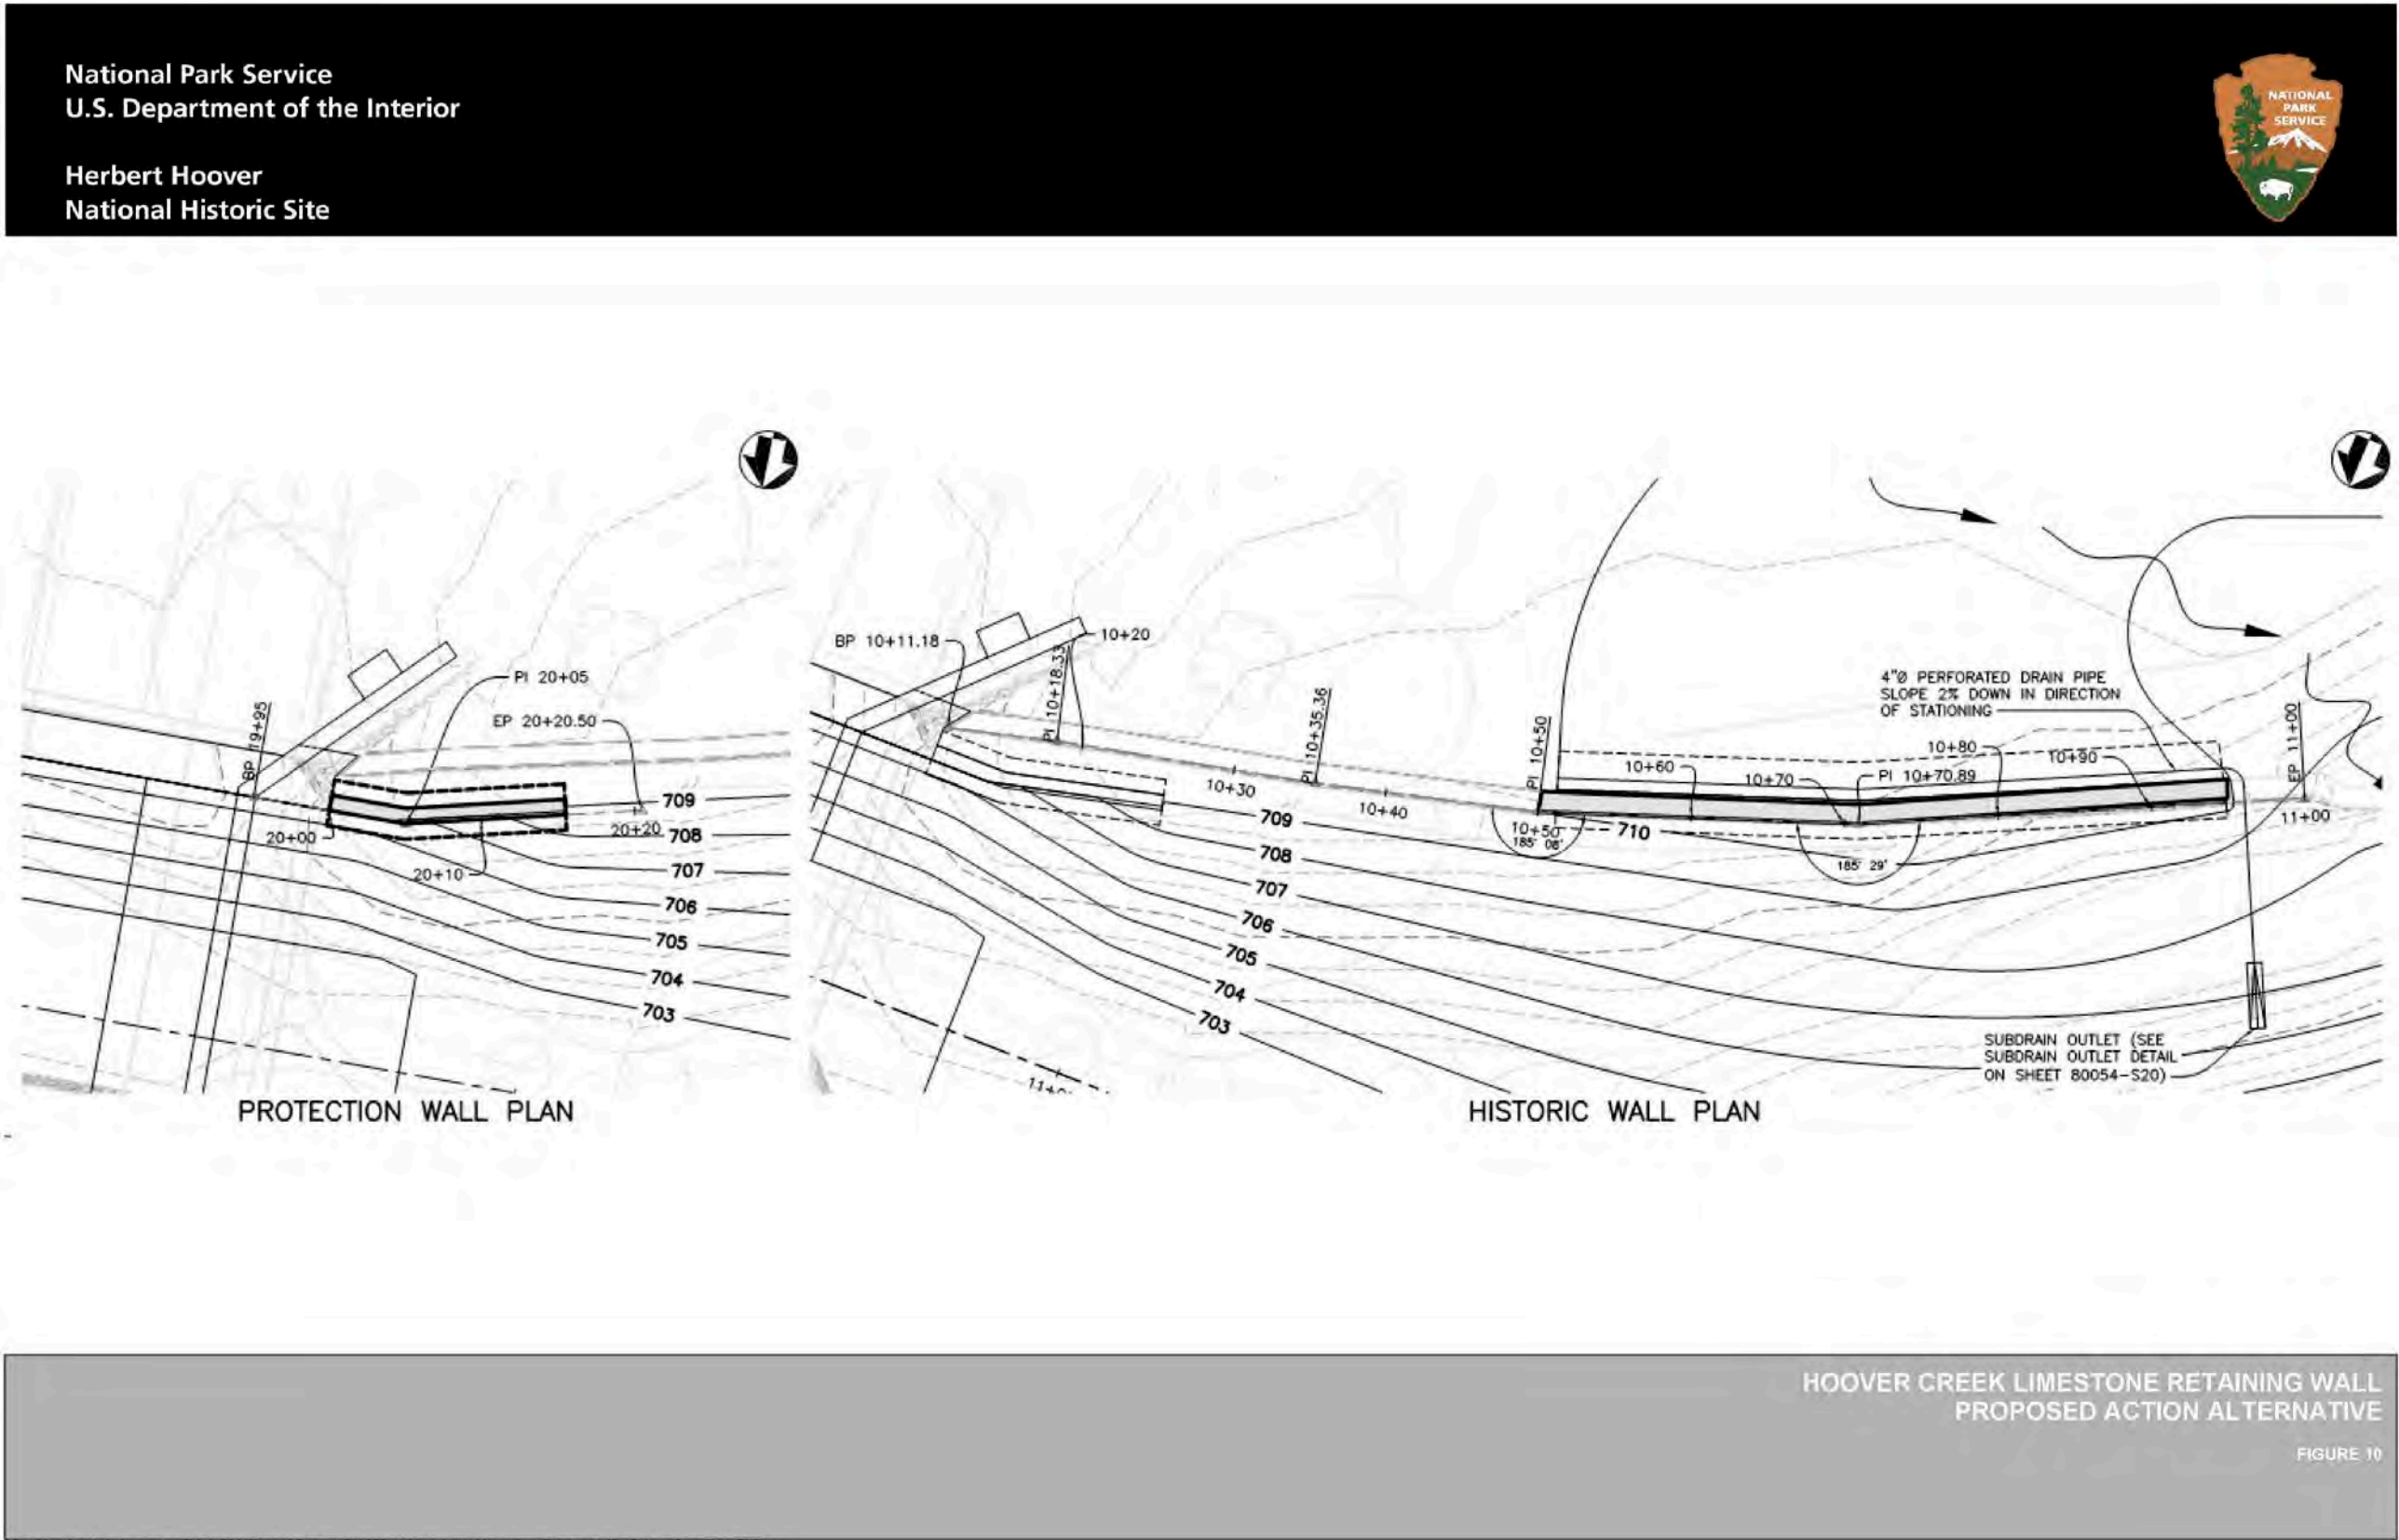 National Park Service
U.S. Department of the Interior
Herbert Hoover
National Historic Site
NATIONAL
PARK
SERVICE
BP 19+95
PI 20+05
EP 20+20.50
20+00
20+10
20+20
709
708
707
706
705
704
703
PROTECTION WALL PLAN
BP 10+11.18
10+20
PI 10+18.33
PI 10+35.36
10+30
10+40
PI 10+50
10+50
185° 08'
710
10+60
10+70
PI 10+70.89
10+80
10+90
185° 29'
4"Ø PERFORATED DRAIN PIPE
SLOPE 2% DOWN IN DIRECTION
OF STATIONING
EP 11+00
11+00
709
708
707
706
705
704
703
SUBDRAIN OUTLET (SEE
SUBDRAIN OUTLET DETAIL
ON SHEET 80054-S20)
HISTORIC WALL PLAN
HOOVER CREEK LIMESTONE RETAINING WALL
PROPOSED ACTION ALTERNATIVE
FIGURE 10